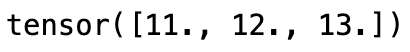 tensor([11., 12., 13.])